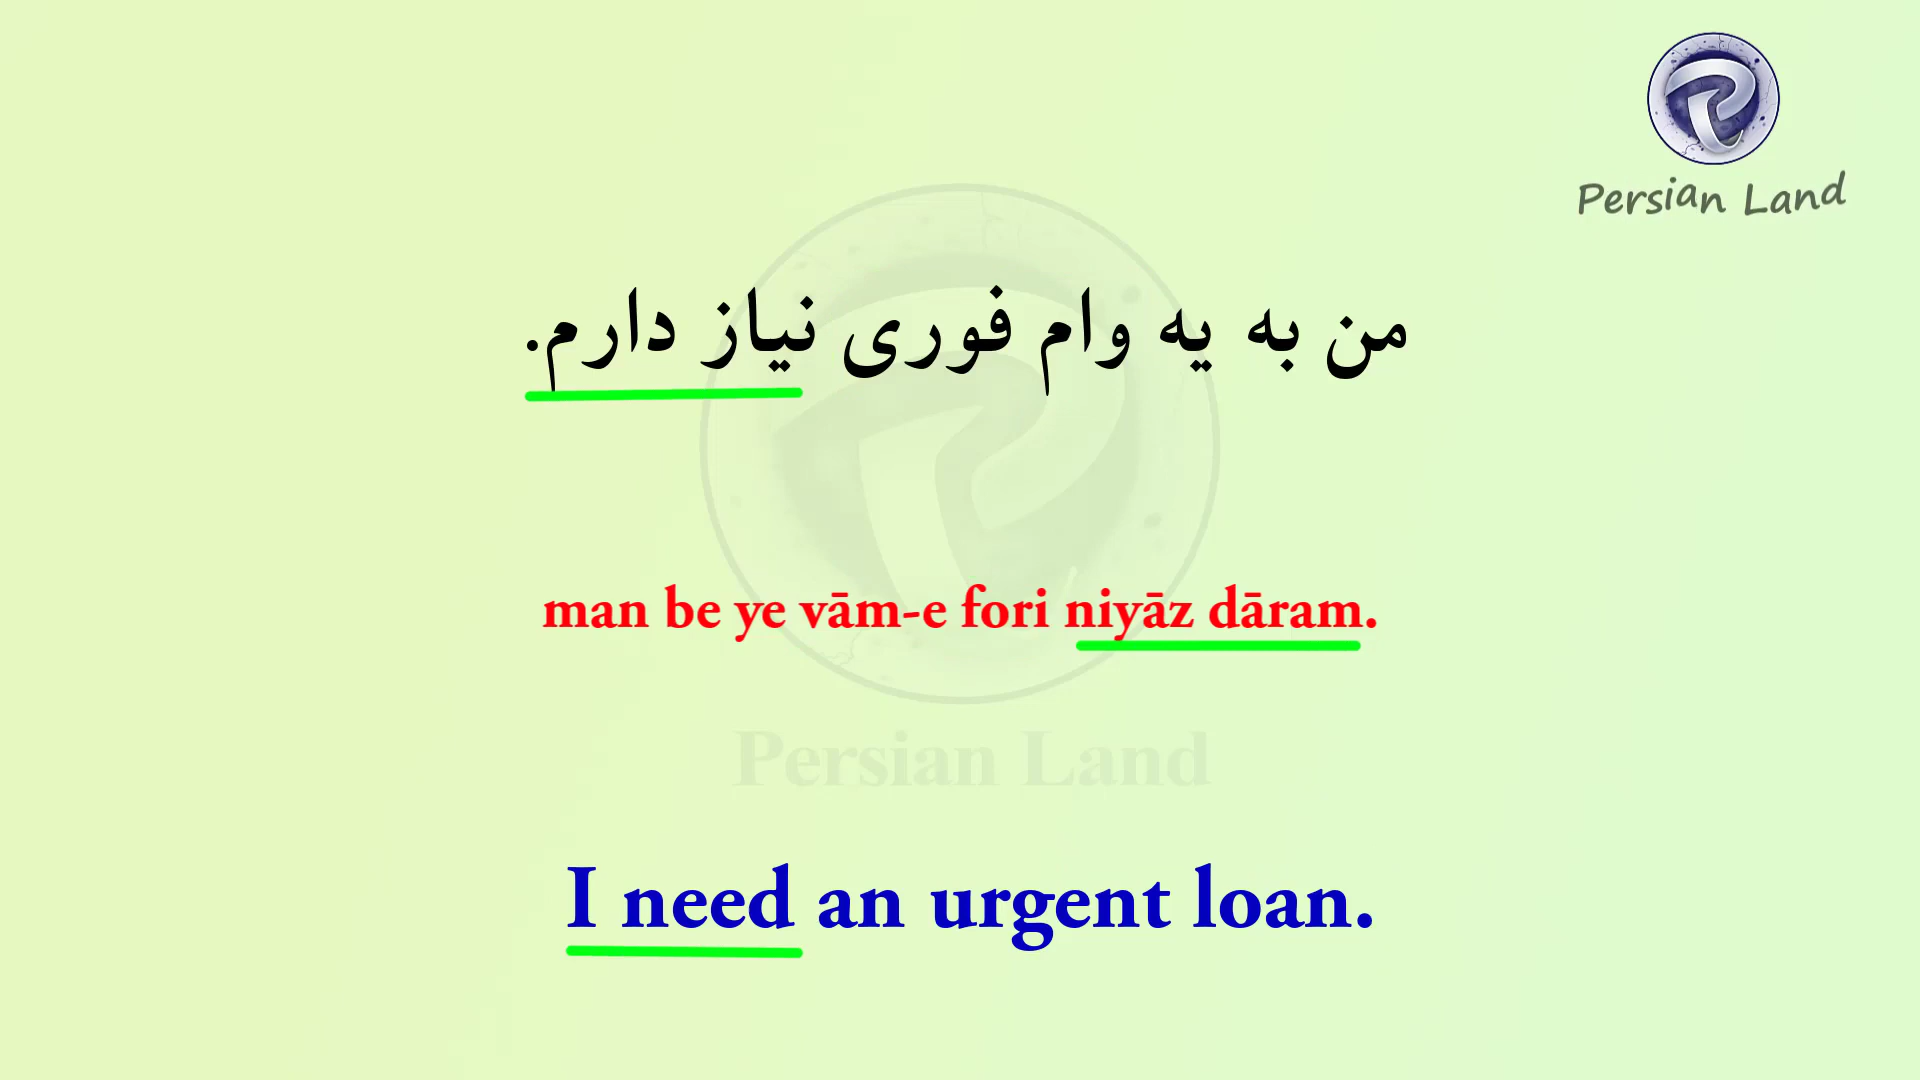 Persian Land
من به یه وام فوری نیاز دارم.
man be ye vām-e fori niyāz dāram.
Persian Land
I need an urgent loan.